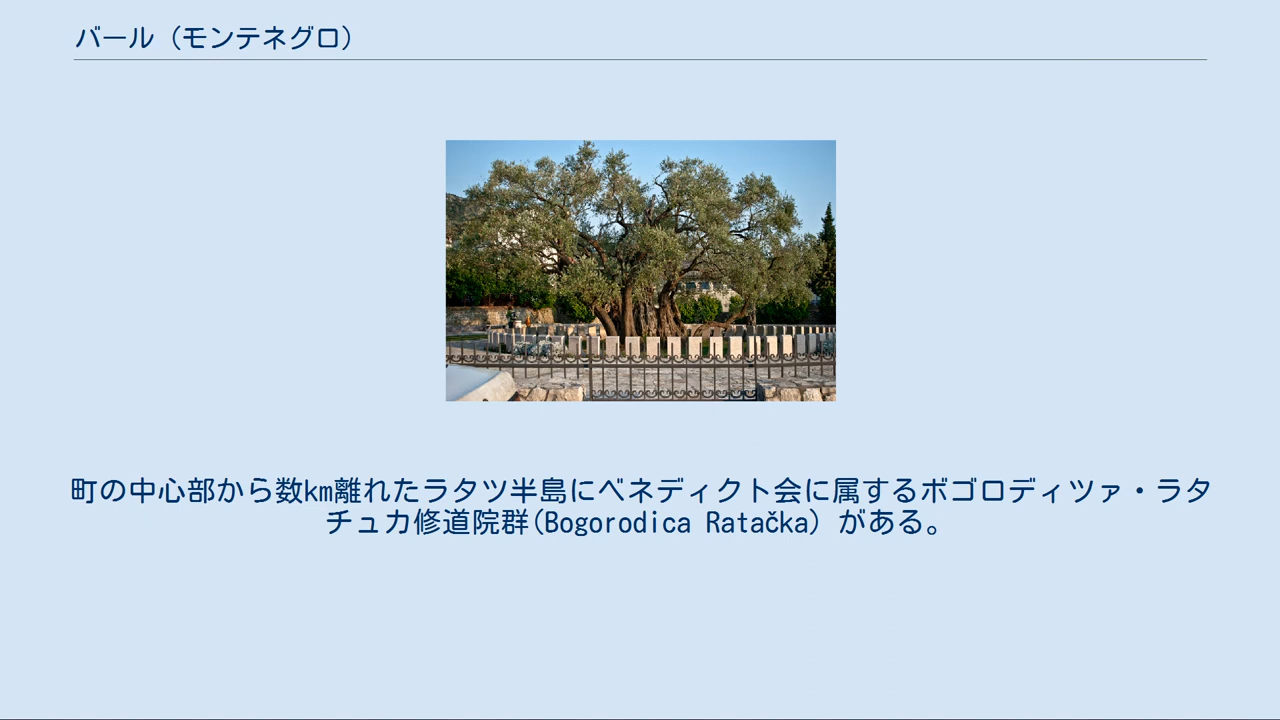 バール (モンテネグロ)
町の中心部から数km離れたラタツ半島にベネディクト会に属するボゴロディツァ・ラタ
チュカ修道院群(Bogorodica Ratačka) がある。